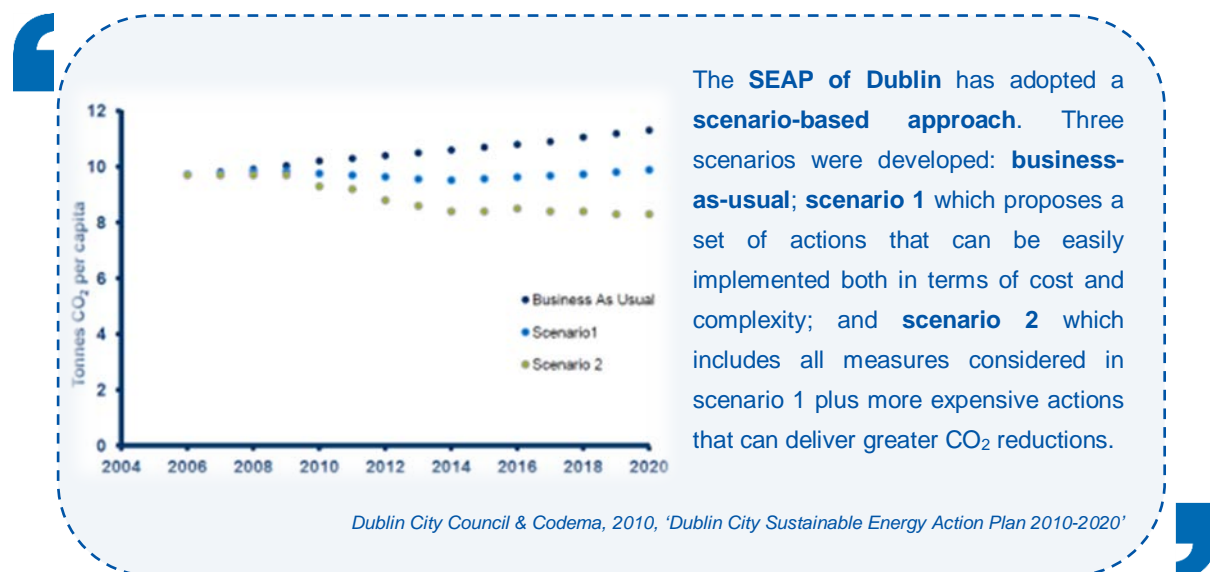 12
10
8
6
4
2
0
Tonnes CO₂ per capita
2004 2006 2008 2010 2012 2014 2016 2018 2020
Business As Usual
Scenario1
Scenario 2
The SEAP of Dublin has adopted a
scenario-based approach. Three
scenarios were developed: business-
as-usual; scenario 1 which proposes a
set of actions that can be easily
implemented both in terms of cost and
complexity; and scenario 2 which
includes all measures considered in
scenario 1 plus more expensive actions
that can deliver greater CO₂ reductions.
Dublin City Council & Codema, 2010, ‘Dublin City Sustainable Energy Action Plan 2010-2020’